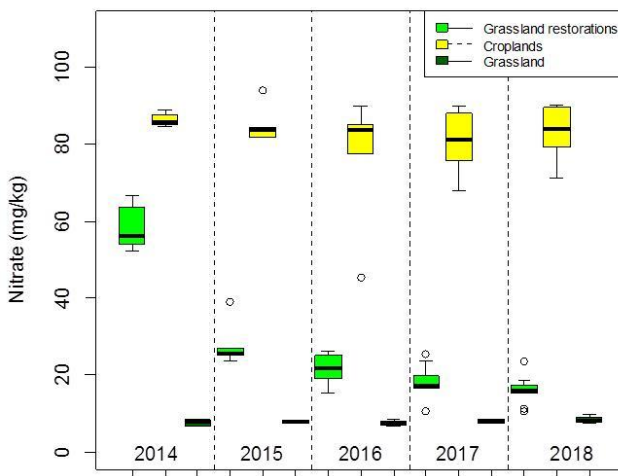 Grassland restorations
Croplands
Grassland
Nitrate (mg/kg)
100
80
60
40
20
0
2014 2015 2016 2017 2018